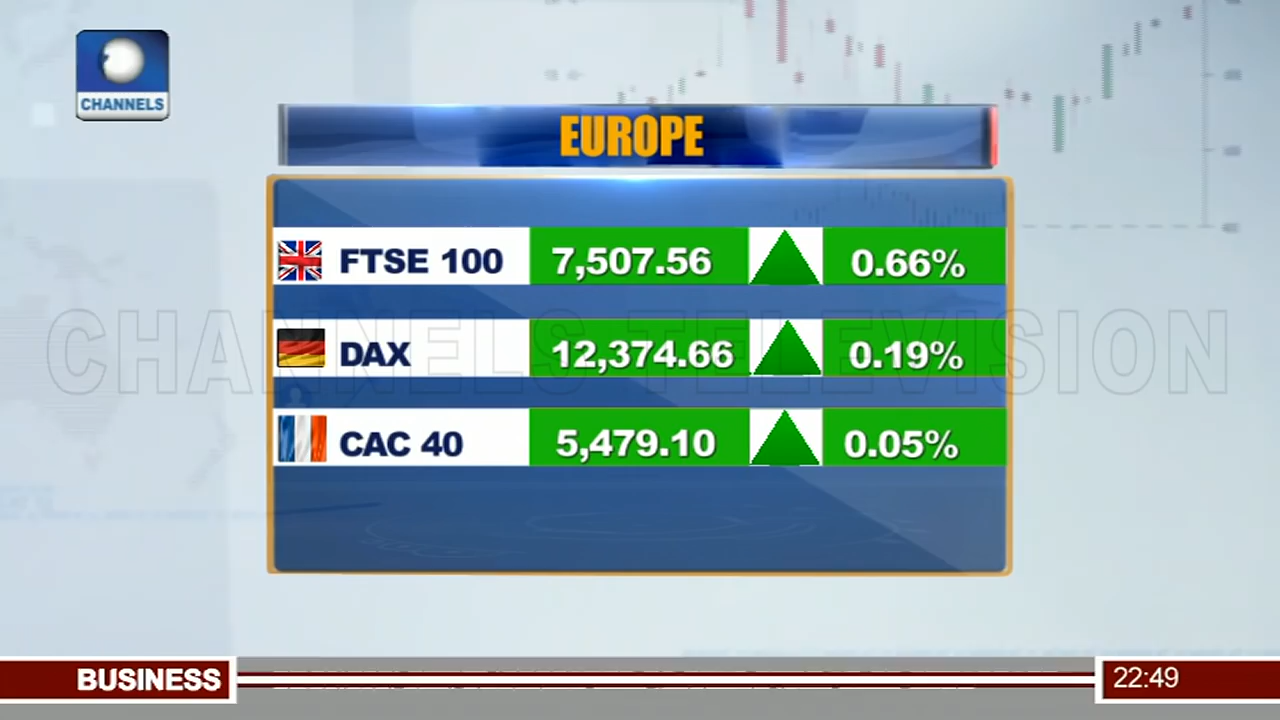 CHANNELS
EUROPE
FTSE 100 7,507.56 0.66%
CHANNELS TELEVISION
DAX 12,374.66 0.19%
CAC 40 5,479.10 0.05%
BUSINESS 22:49